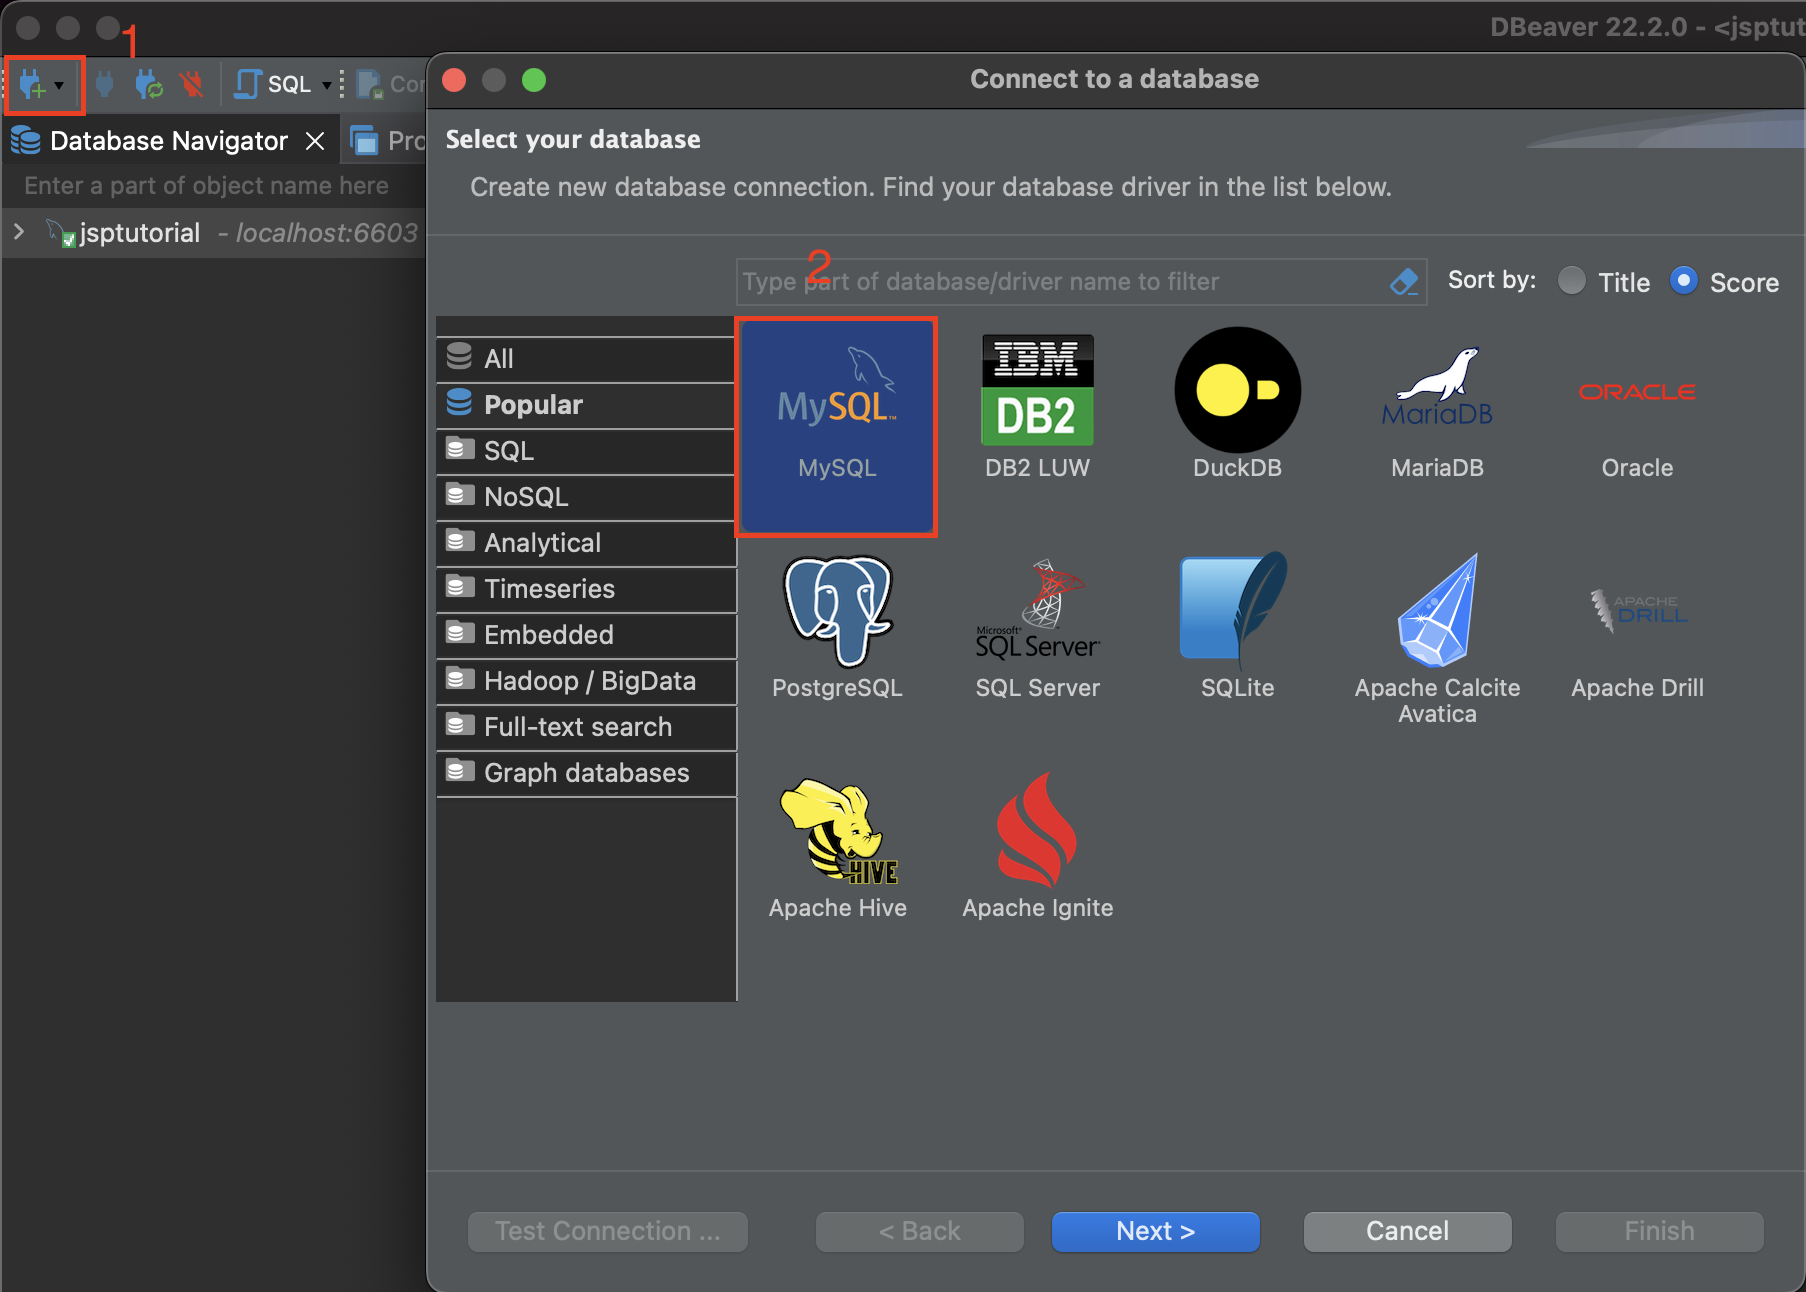 DBeaver 22.2.0 - <jsptut
1
SQL
Cor
Connect to a database
Database Navigator
Pro
Select your database
Enter a part of object name here
Create new database connection. Find your database driver in the list below.
jsptutorial - localhost:6603
2
Type part of database/driver name to filter
Sort by:
Title
Score
All
Popular
SQL
NoSQL
Analytical
Timeseries
Embedded
Hadoop / BigData
Full-text search
Graph databases
MySQL™
MySQL
IBM
DB2
DB2 LUW
DuckDB
MariaDB
MariaDB
ORACLE
Oracle
PostgreSQL
Microsoft®
SQL Server
SQL Server
SQLite
Apache Calcite
Avatica
APACHE
DRILL
Apache Drill
HIVE
Apache Hive
Apache Ignite
Test Connection ...
< Back
Next >
Cancel
Finish